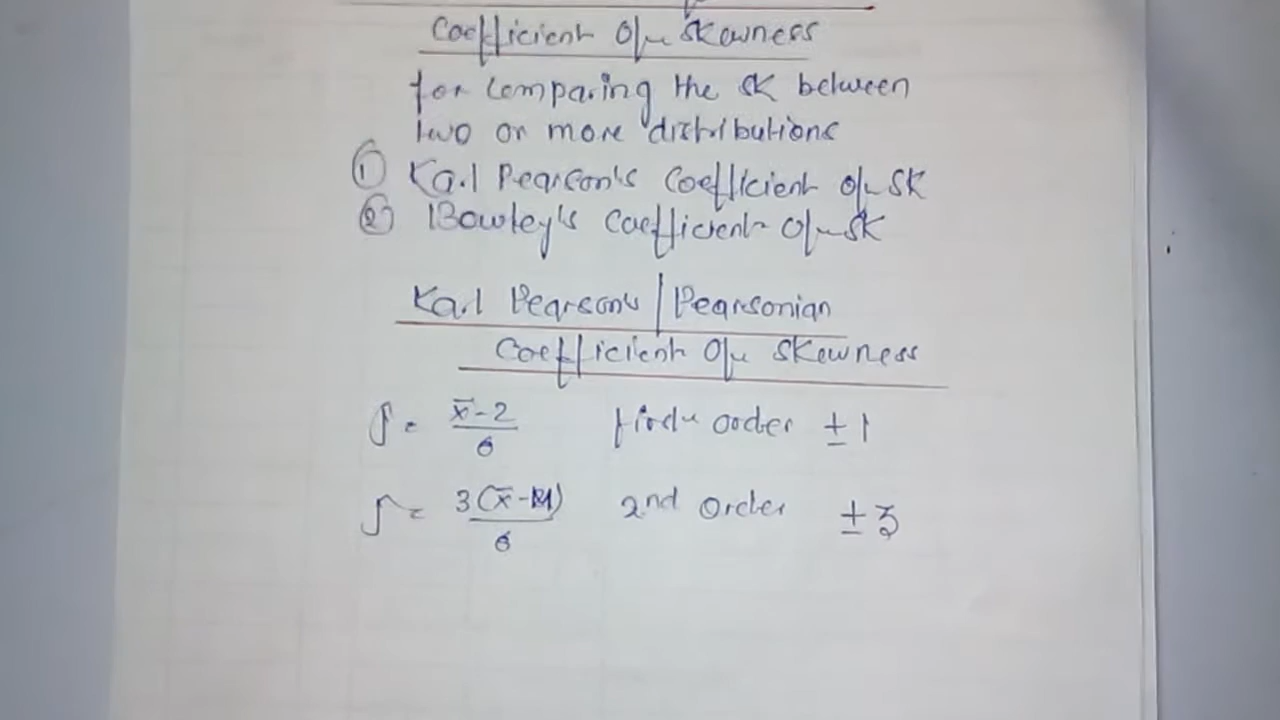 Coefficient Of Skewness
for comparing the SK between
two or more distributions
① Karl Pearson's Coefficient of SK
② Bowley's Coefficient Of SK
Karl Pearson's / Pearsonian
Coefficient Of Skewness
J = x̄-Z / σ first order ±1
J = 3(x̄-M) / σ 2nd order ±3